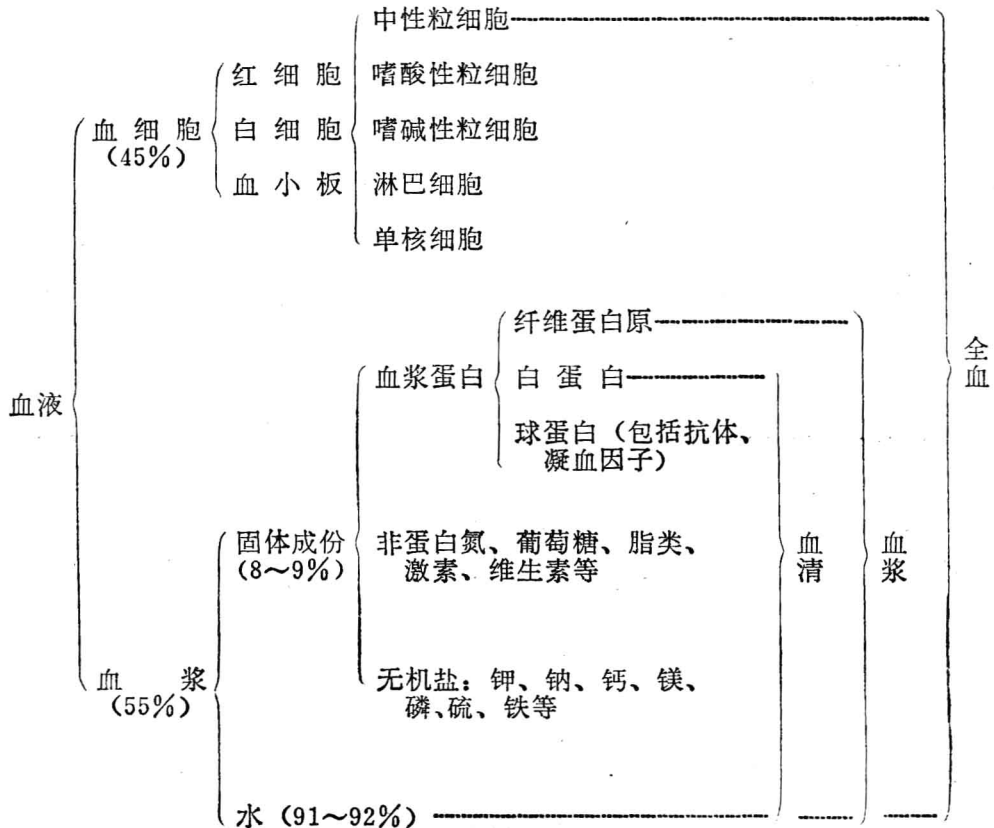 中性粒细胞
红细胞
嗜酸性粒细胞
血细胞
(45%)
白细胞
嗜碱性粒细胞
血小板
淋巴细胞
单核细胞
纤维蛋白原
血浆蛋白
白蛋白
全血
血液
球蛋白（包括抗体、
凝血因子）
固体成份
(8～9%)
非蛋白氮、葡萄糖、脂类、
激素、维生素等
血清
血浆
血浆
(55%)
无机盐：钾、钠、钙、镁、
磷、硫、铁等
水（91～92%）